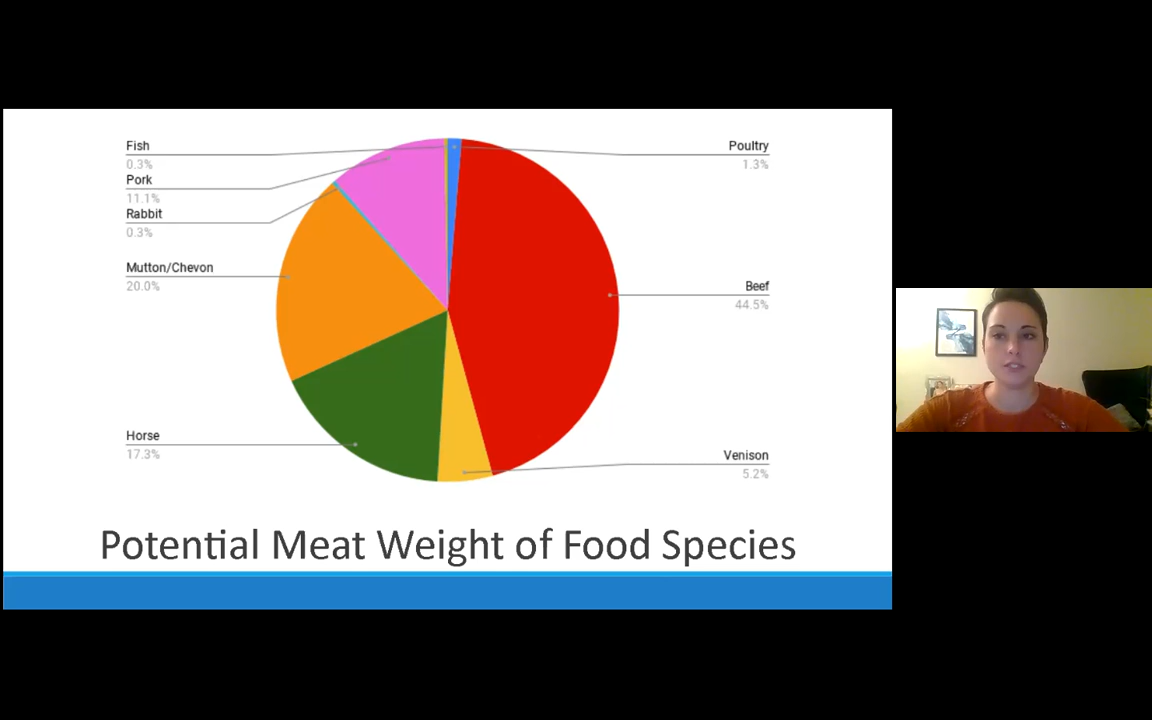 Fish
0.3%
Pork
11.1%
Rabbit
0.3%
Mutton/Chevon
20.0%
Horse
17.3%
Poultry
1.3%
Beef
44.5%
Venison
5.2%
Potential Meat Weight of Food Species